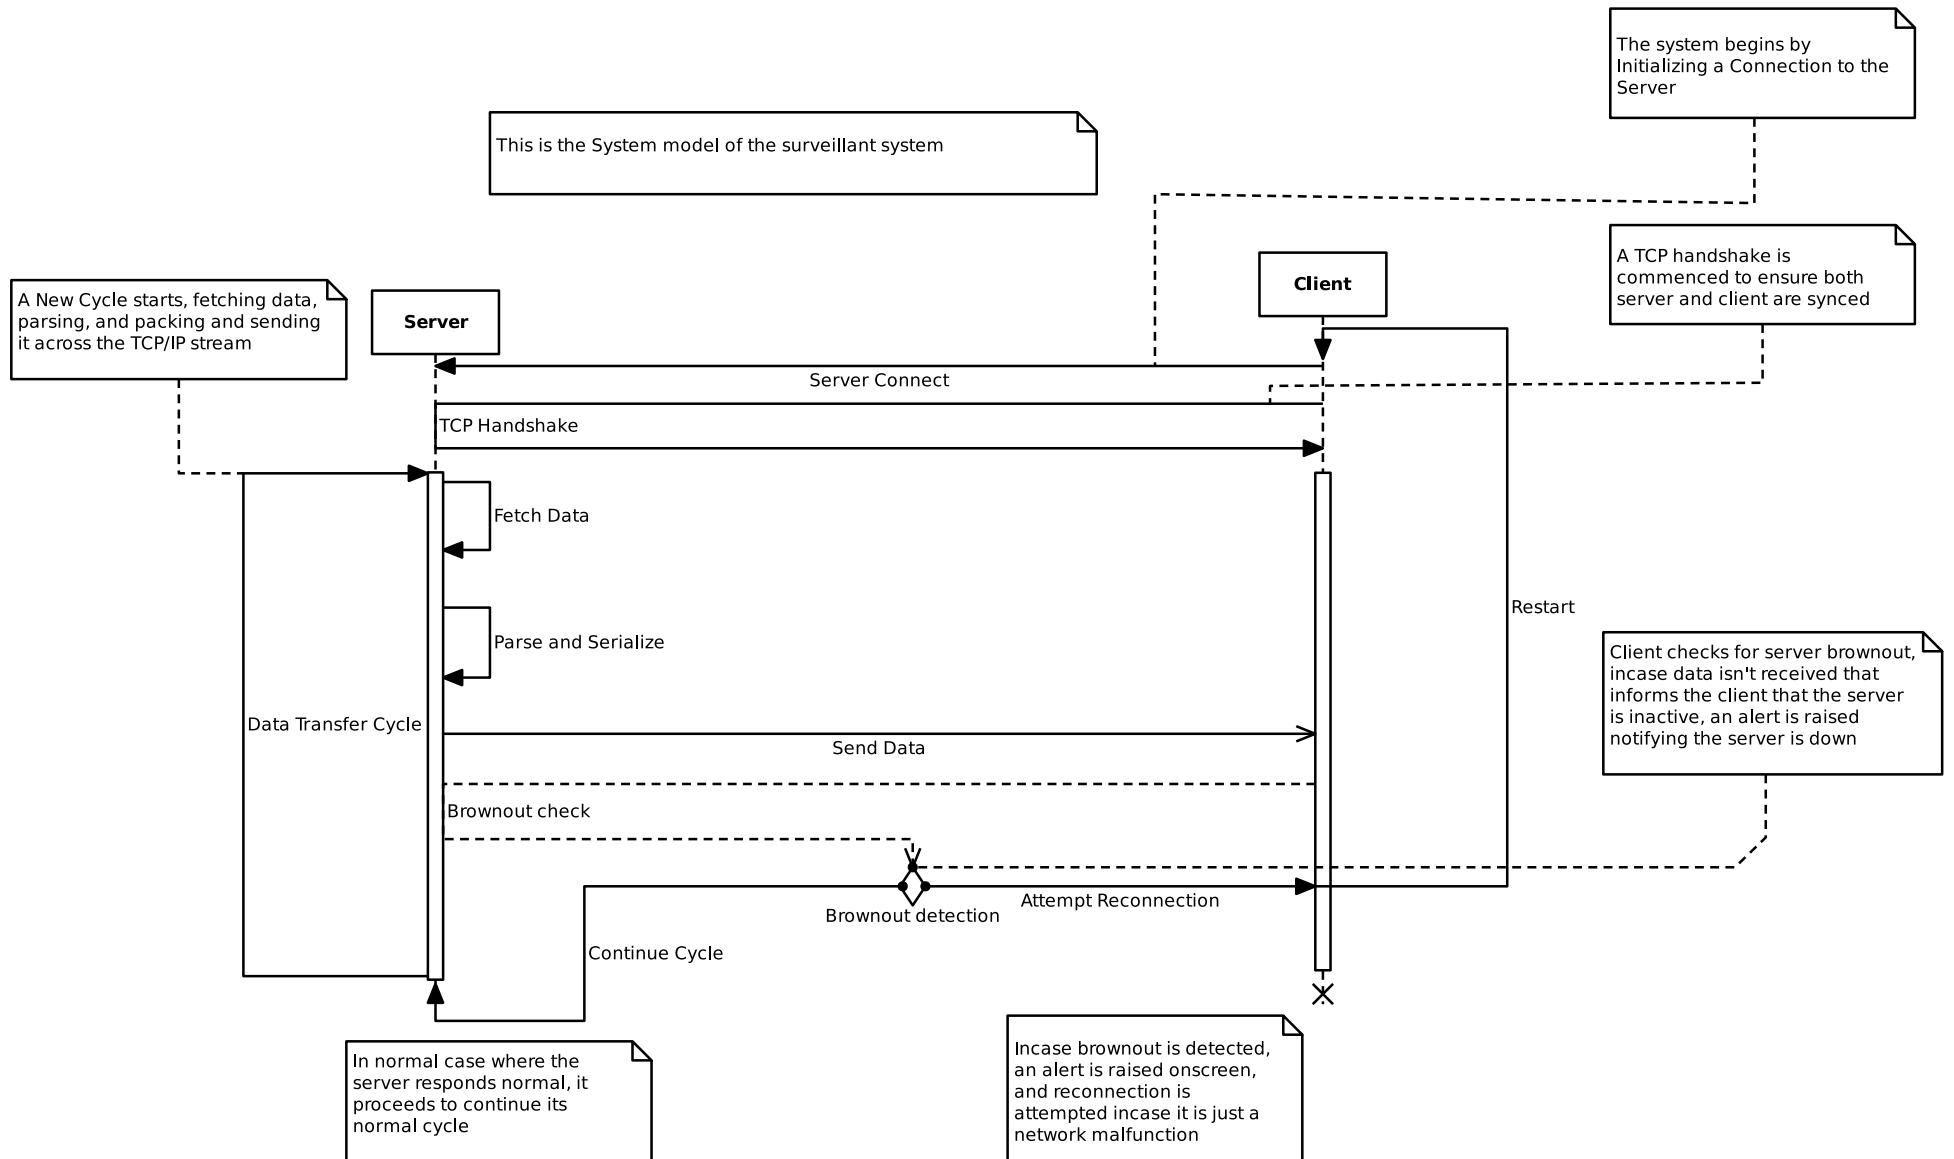 The system begins by
Initializing a Connection to the
Server
This is the System model of the surveillant system
A TCP handshake is
commenced to ensure both
server and client are synced
Client
A New Cycle starts, fetching data,
parsing, and packing and sending
it across the TCP/IP stream
Server
Server Connect
TCP Handshake
Fetch Data
Restart
Parse and Serialize
Client checks for server brownout,
incase data isn't received that
informs the client that the server
is inactive, an alert is raised
notifying the server is down
Data Transfer Cycle
Send Data
Brownout check
Attempt Reconnection
Brownout detection
Continue Cycle
In normal case where the
server responds normal, it
proceeds to continue its
normal cycle
Incase brownout is detected,
an alert is raised onscreen,
and reconnection is
attempted incase it is just a
network malfunction